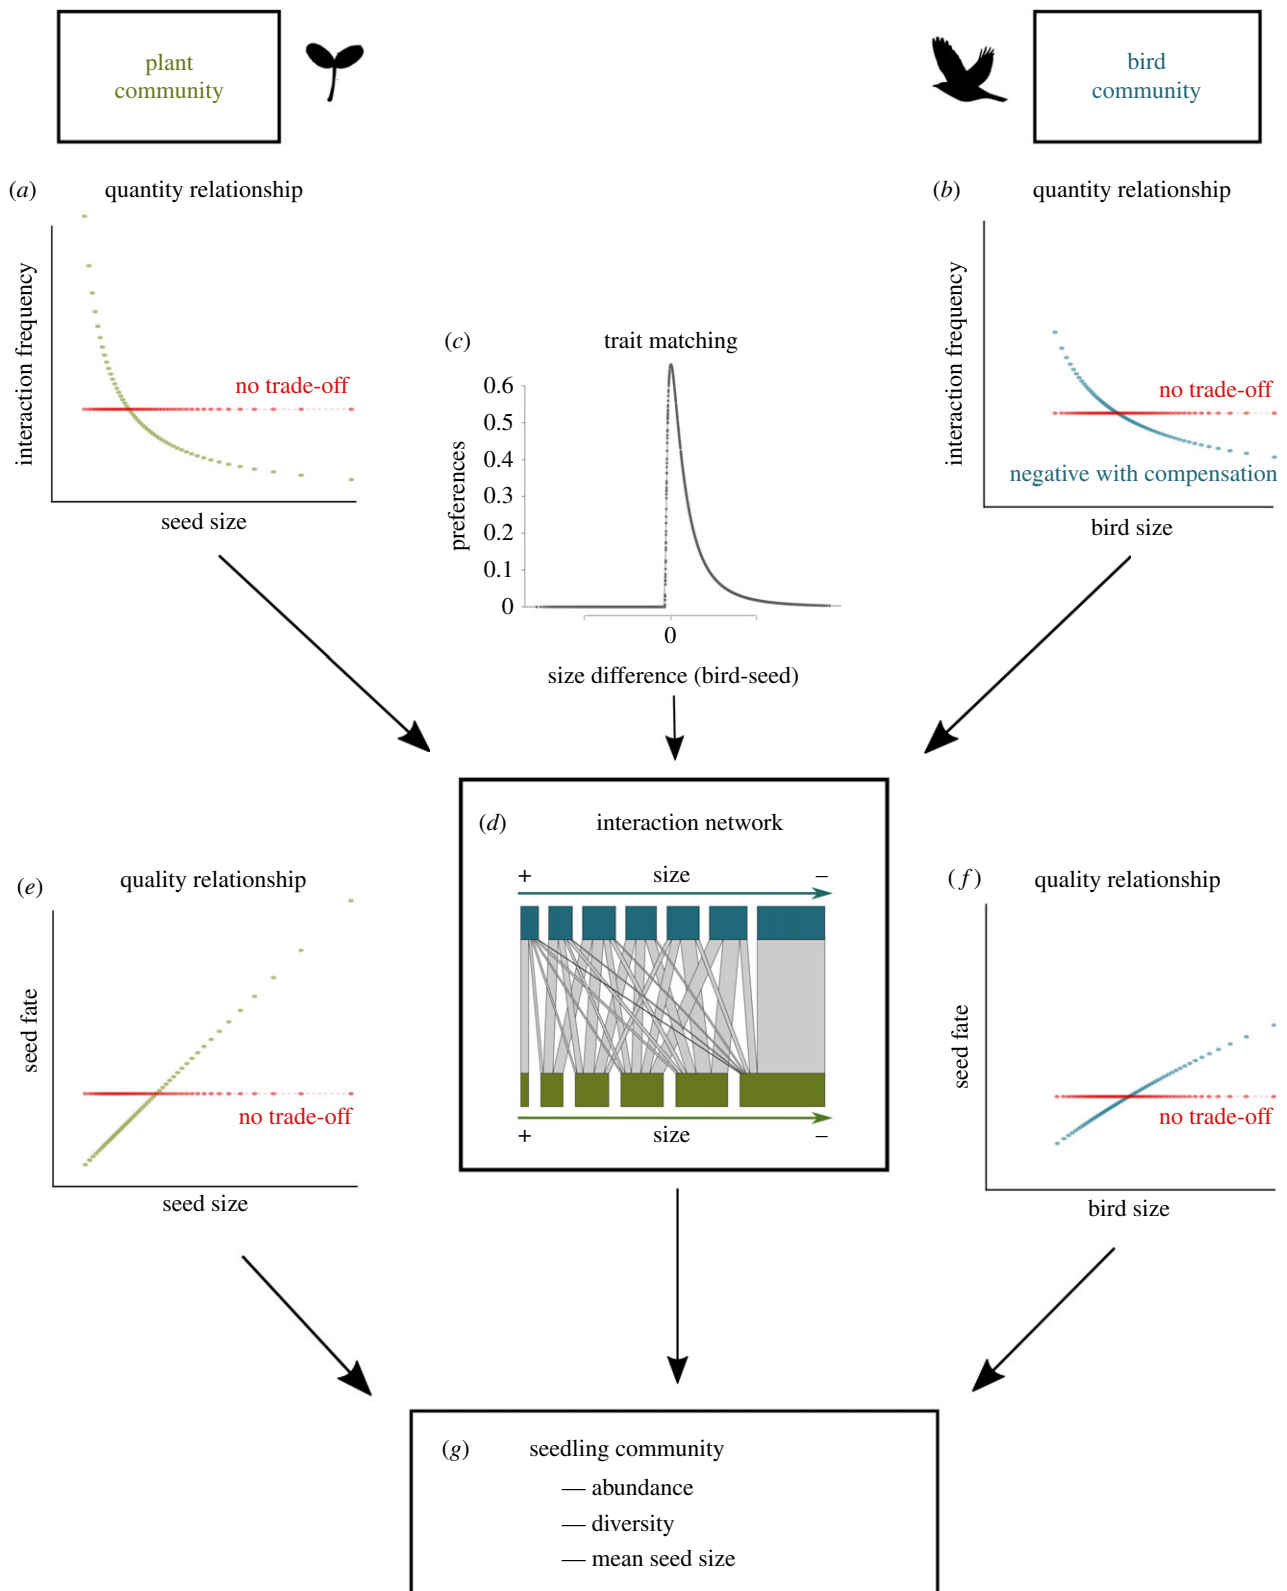 plant
community
bird
community
(a)
quantity relationship
interaction frequency
no trade-off
seed size
(b)
quantity relationship
interaction frequency
no trade-off
negative with compensation
bird size
(c)
trait matching
preferences
0.6
0.5
0.4
0.3
0.2
0.1
0
0
size difference (bird-seed)
(d)
interaction network
+ size –
+ size –
(e)
quality relationship
seed fate
no trade-off
seed size
(f)
quality relationship
seed fate
no trade-off
bird size
(g)
seedling community
— abundance
— diversity
— mean seed size